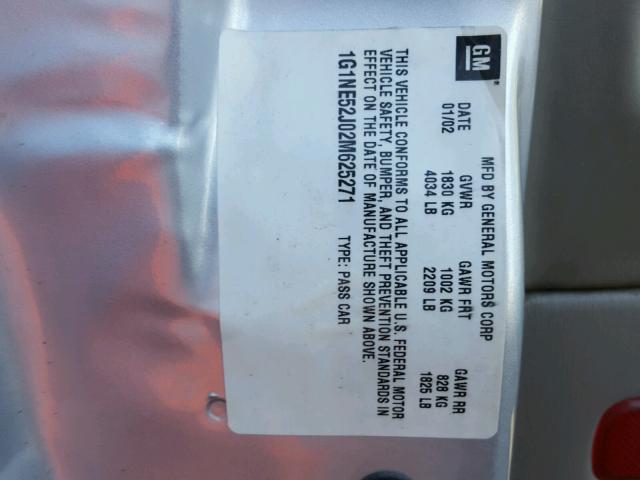 GM
MFD BY GENERAL MOTORS CORP
DATE GVWR GAWR FRT GAWR RR
01/02 1830 KG 1002 KG 828 KG
4034 LB 2209 LB 1825 LB
THIS VEHICLE CONFORMS TO ALL APPLICABLE U.S. FEDERAL MOTOR
VEHICLE SAFETY, BUMPER, AND THEFT PREVENTION STANDARDS IN
EFFECT ON THE DATE OF MANUFACTURE SHOWN ABOVE.
1G1NE52J02M625271 TYPE: PASS CAR